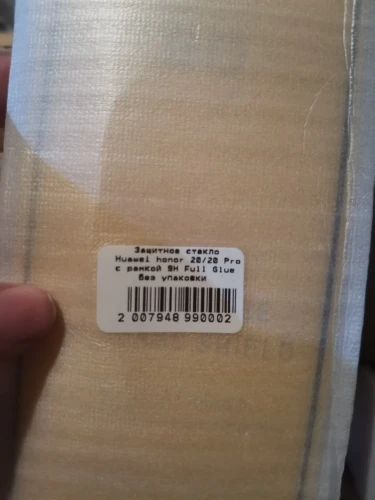 Защитное стекло
Huawei honor 20/20 Pro
с рамкой 9H Full Glue
без упаковки
2 007948 990002